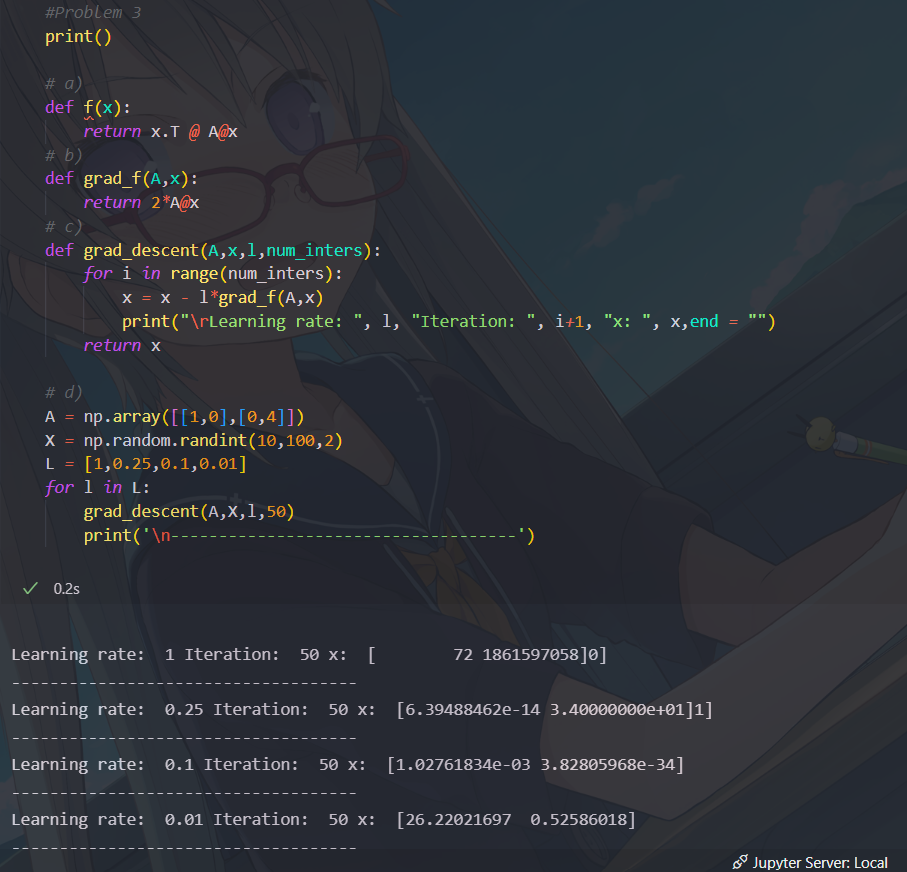 #Problem 3
print()
# a)
def f(x):
    return x.T @ A@x
# b)
def grad_f(A,x):
    return 2*A@x
# c)
def grad_descent(A,x,l,num_inters):
    for i in range(num_inters):
        x = x - l*grad_f(A,x)
        print("\rLearning rate: ", l, "Iteration: ", i+1, "x: ", x,end = "")
    return x
# d)
A = np.array([[1,0],[0,4]])
X = np.random.randint(10,100,2)
L = [1,0.25,0.1,0.01]
for l in L:
    grad_descent(A,X,l,50)
    print('\n------------------------------------')
0.2s
Learning rate:  1 Iteration:  50 x:  [        72 1861597058]0]
------------------------------------
Learning rate:  0.25 Iteration:  50 x:  [6.39488462e-14 3.40000000e+01]1]
------------------------------------
Learning rate:  0.1 Iteration:  50 x:  [1.02761834e-03 3.82805968e-34]
------------------------------------
Learning rate:  0.01 Iteration:  50 x:  [26.22021697  0.52586018]
------------------------------------
Jupyter Server: Local